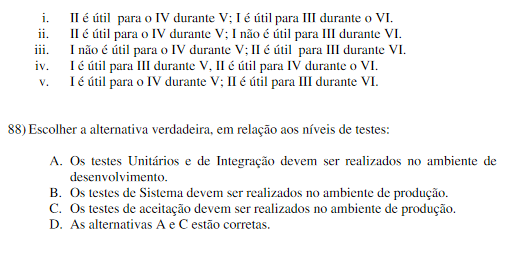 i. II é útil para o IV durante V; I é útil para III durante o VI.
ii. II é útil para o IV durante V; I não é útil para III durante VI.
iii. I não é útil para o IV durante V; II é útil para III durante VI.
iv. I é útil para III durante V, II é útil para IV durante o VI.
v. I é útil para o IV durante V; II é útil para III durante VI.
88) Escolher a alternativa verdadeira, em relação aos níveis de testes:
A. Os testes Unitários e de Integração devem ser realizados no ambiente de
desenvolvimento.
B. Os testes de Sistema devem ser realizados no ambiente de produção.
C. Os testes de aceitação devem ser realizados no ambiente de produção.
D. As alternativas A e C estão corretas.